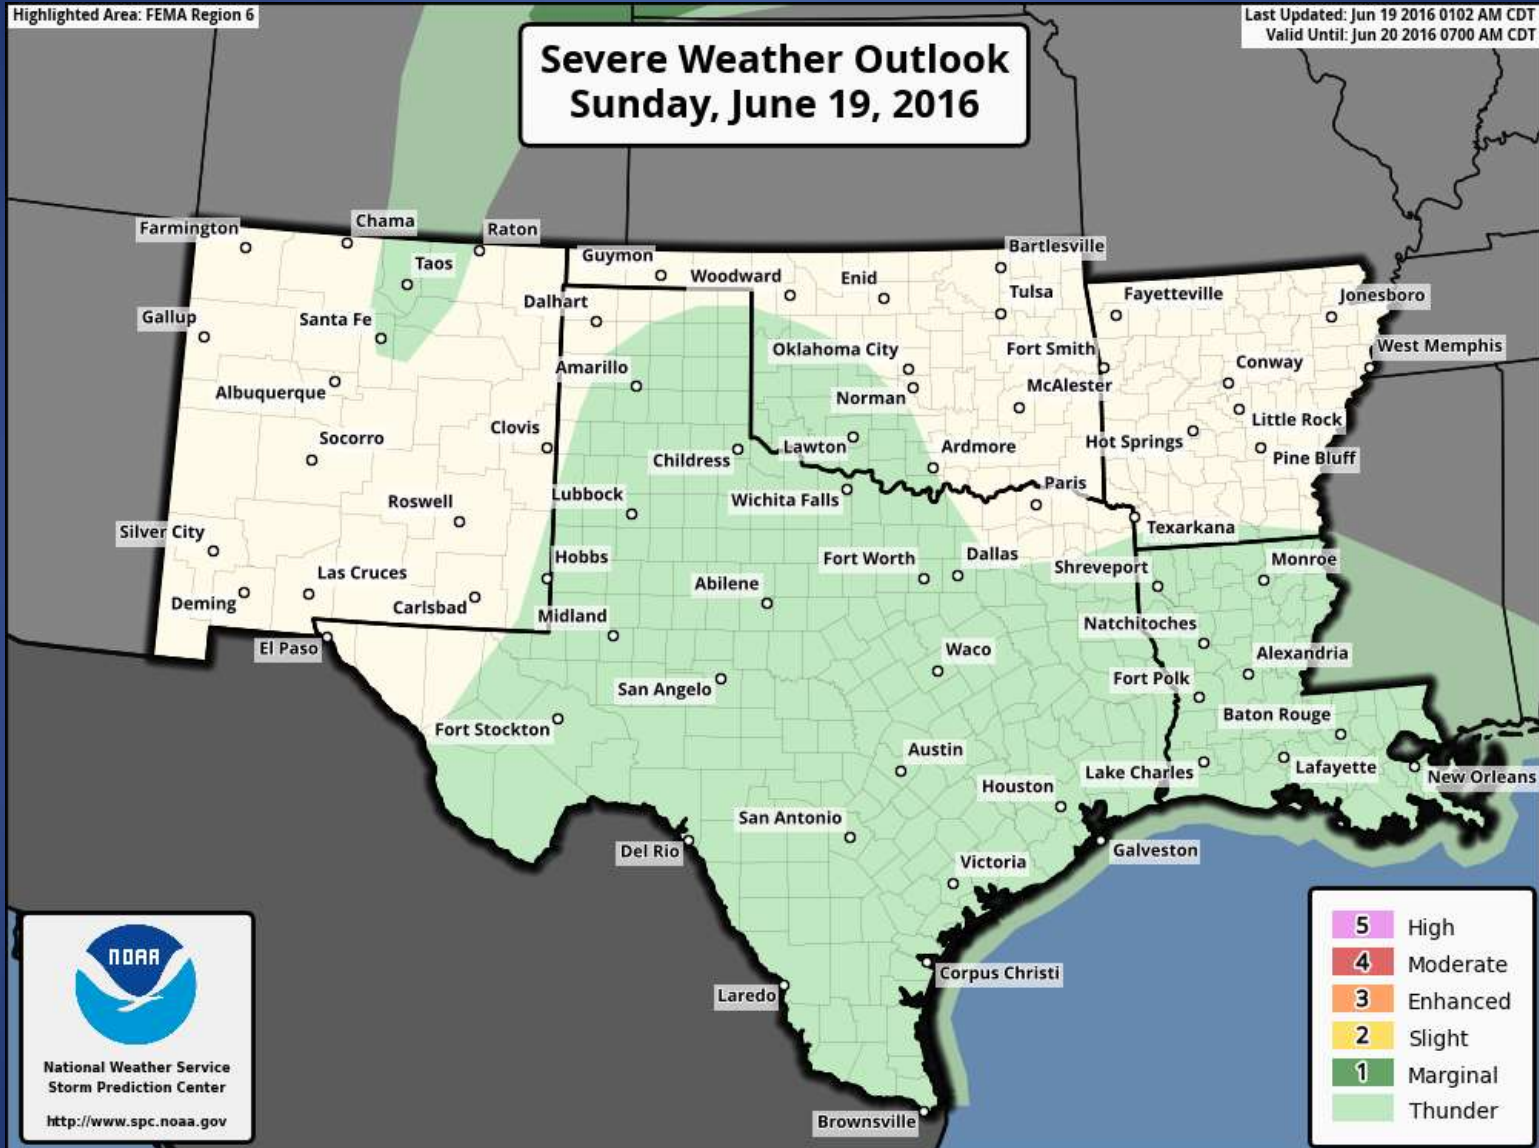 Highlighted Area: FEMA Region 6
Last Updated: Jun 19 2016 0102 AM CDT
Valid Until: Jun 20 2016 0700 AM CDT
Severe Weather Outlook
Sunday, June 19, 2016
Farmington
Chama
Raton
Taos
Guymon
Woodward
Enid
Bartlesville
Tulsa
Fayetteville
Jonesboro
Gallup
Santa Fe
Dalhart
Oklahoma City
Fort Smith
West Memphis
Amarillo
Conway
Albuquerque
Norman
McAlester
Little Rock
Socorro
Clovis
Childress
Lawton
Ardmore
Hot Springs
Pine Bluff
Roswell
Lubbock
Wichita Falls
Paris
Texarkana
Silver City
Hobbs
Fort Worth
Dallas
Shreveport
Monroe
Las Cruces
Abilene
Deming
Carlsbad
Midland
Natchitoches
El Paso
Waco
Alexandria
San Angelo
Fort Polk
Fort Stockton
Baton Rouge
Austin
Lake Charles
Lafayette
New Orleans
Houston
San Antonio
Del Rio
Galveston
Victoria
Corpus Christi
Laredo
Brownsville
NOAA
National Weather Service
Storm Prediction Center
http://www.spc.noaa.gov
5 High
4 Moderate
3 Enhanced
2 Slight
1 Marginal
Thunder